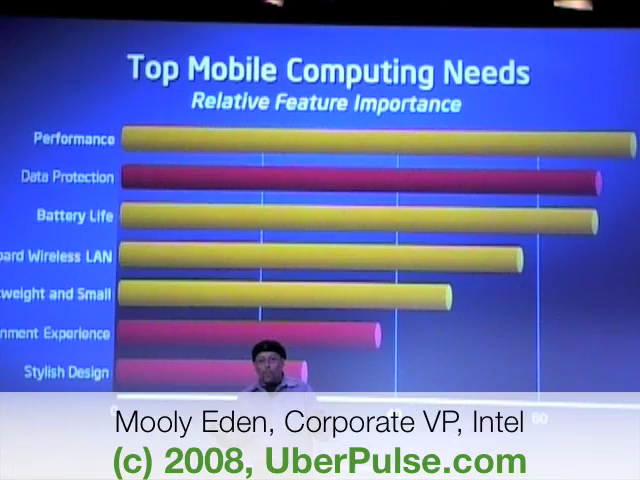 Top Mobile Computing Needs
Relative Feature Importance
Performance
Data Protection
Battery Life
Wireless LAN
and Small
Experience
Stylish Design
60
Mooly Eden, Corporate VP, Intel
(c) 2008, UberPulse.com